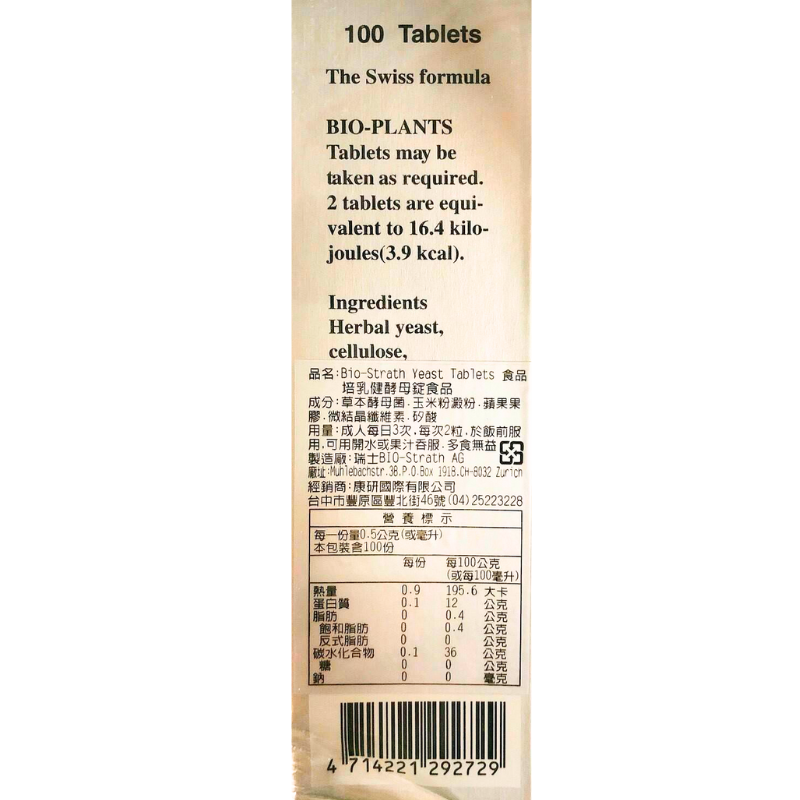 100 Tablets
The Swiss formula
BIO-PLANTS
Tablets may be
taken as required.
2 tablets are equi-
valent to 16.4 kilo-
joules(3.9 kcal).
Ingredients
Herbal yeast,
cellulose,
品名:Bio-Strath Yeast Tablets 食品
培乳健酵母錠食品
成分:草本酵母菌.玉米粉澱粉.蘋果果
膠.微結晶纖維素.矽酸
用量:成人每日3次,每次2粒,於飯前服
用,可用開水或果汁吞服.多食無益
製造廠:瑞士BIO-Strath AG
廠址:Muhlebachstr.38.P.O.Box 1918.CH-8032 Zurich
經銷商:康研國際有限公司
台中市豐原區豐北街46號(04)25223228
營養標示
每一份量0.5公克(或毫升)
本包裝含100份
每份 每100公克
(或每100毫升)
熱量 0.9 195.6 大卡
蛋白質 0.1 12 公克
脂肪 0 0.4 公克
飽和脂肪 0 0.4 公克
反式脂肪 0 0 公克
碳水化合物 0.1 36 公克
糖 0 0 公克
鈉 0 0 毫克
4 714221 292729